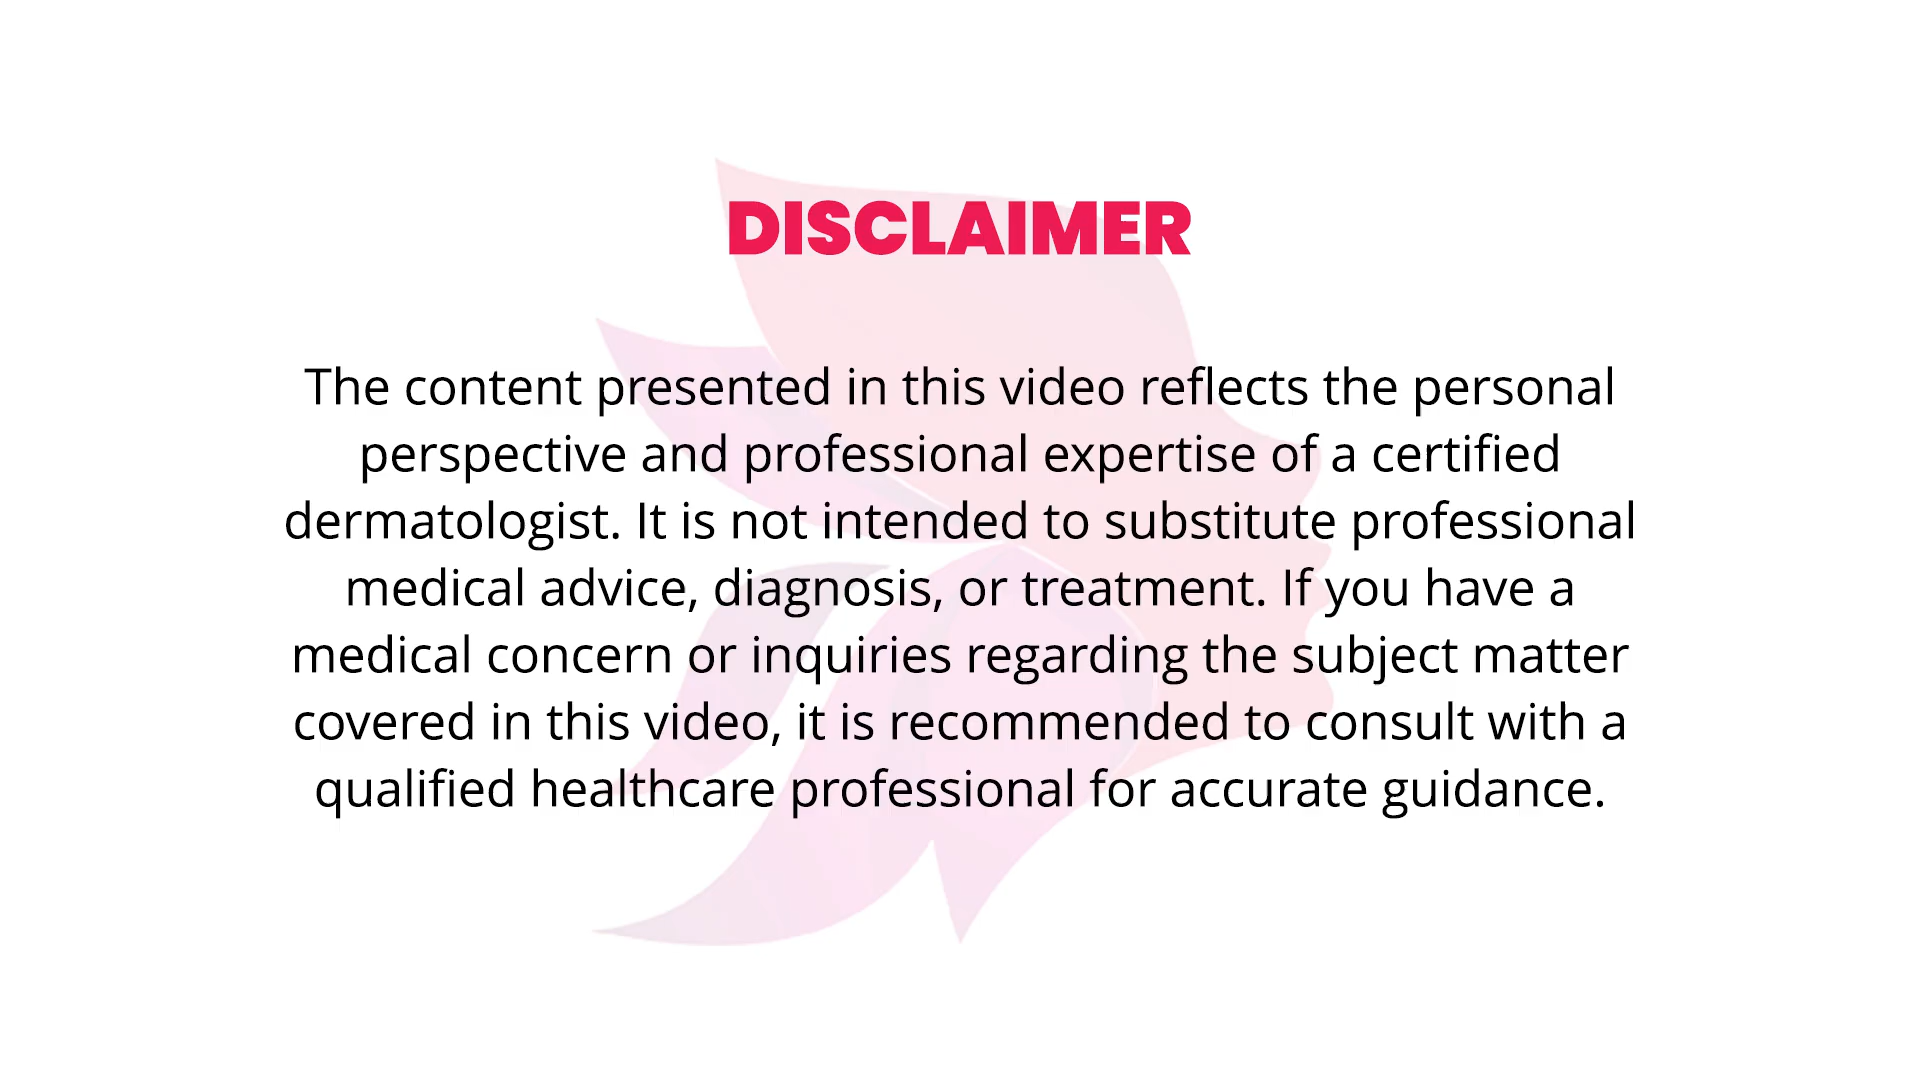 DISCLAIMER
The content presented in this video reflects the personal
perspective and professional expertise of a certified
dermatologist. It is not intended to substitute professional
medical advice, diagnosis, or treatment. If you have a
medical concern or inquiries regarding the subject matter
covered in this video, it is recommended to consult with a
qualified healthcare professional for accurate guidance.